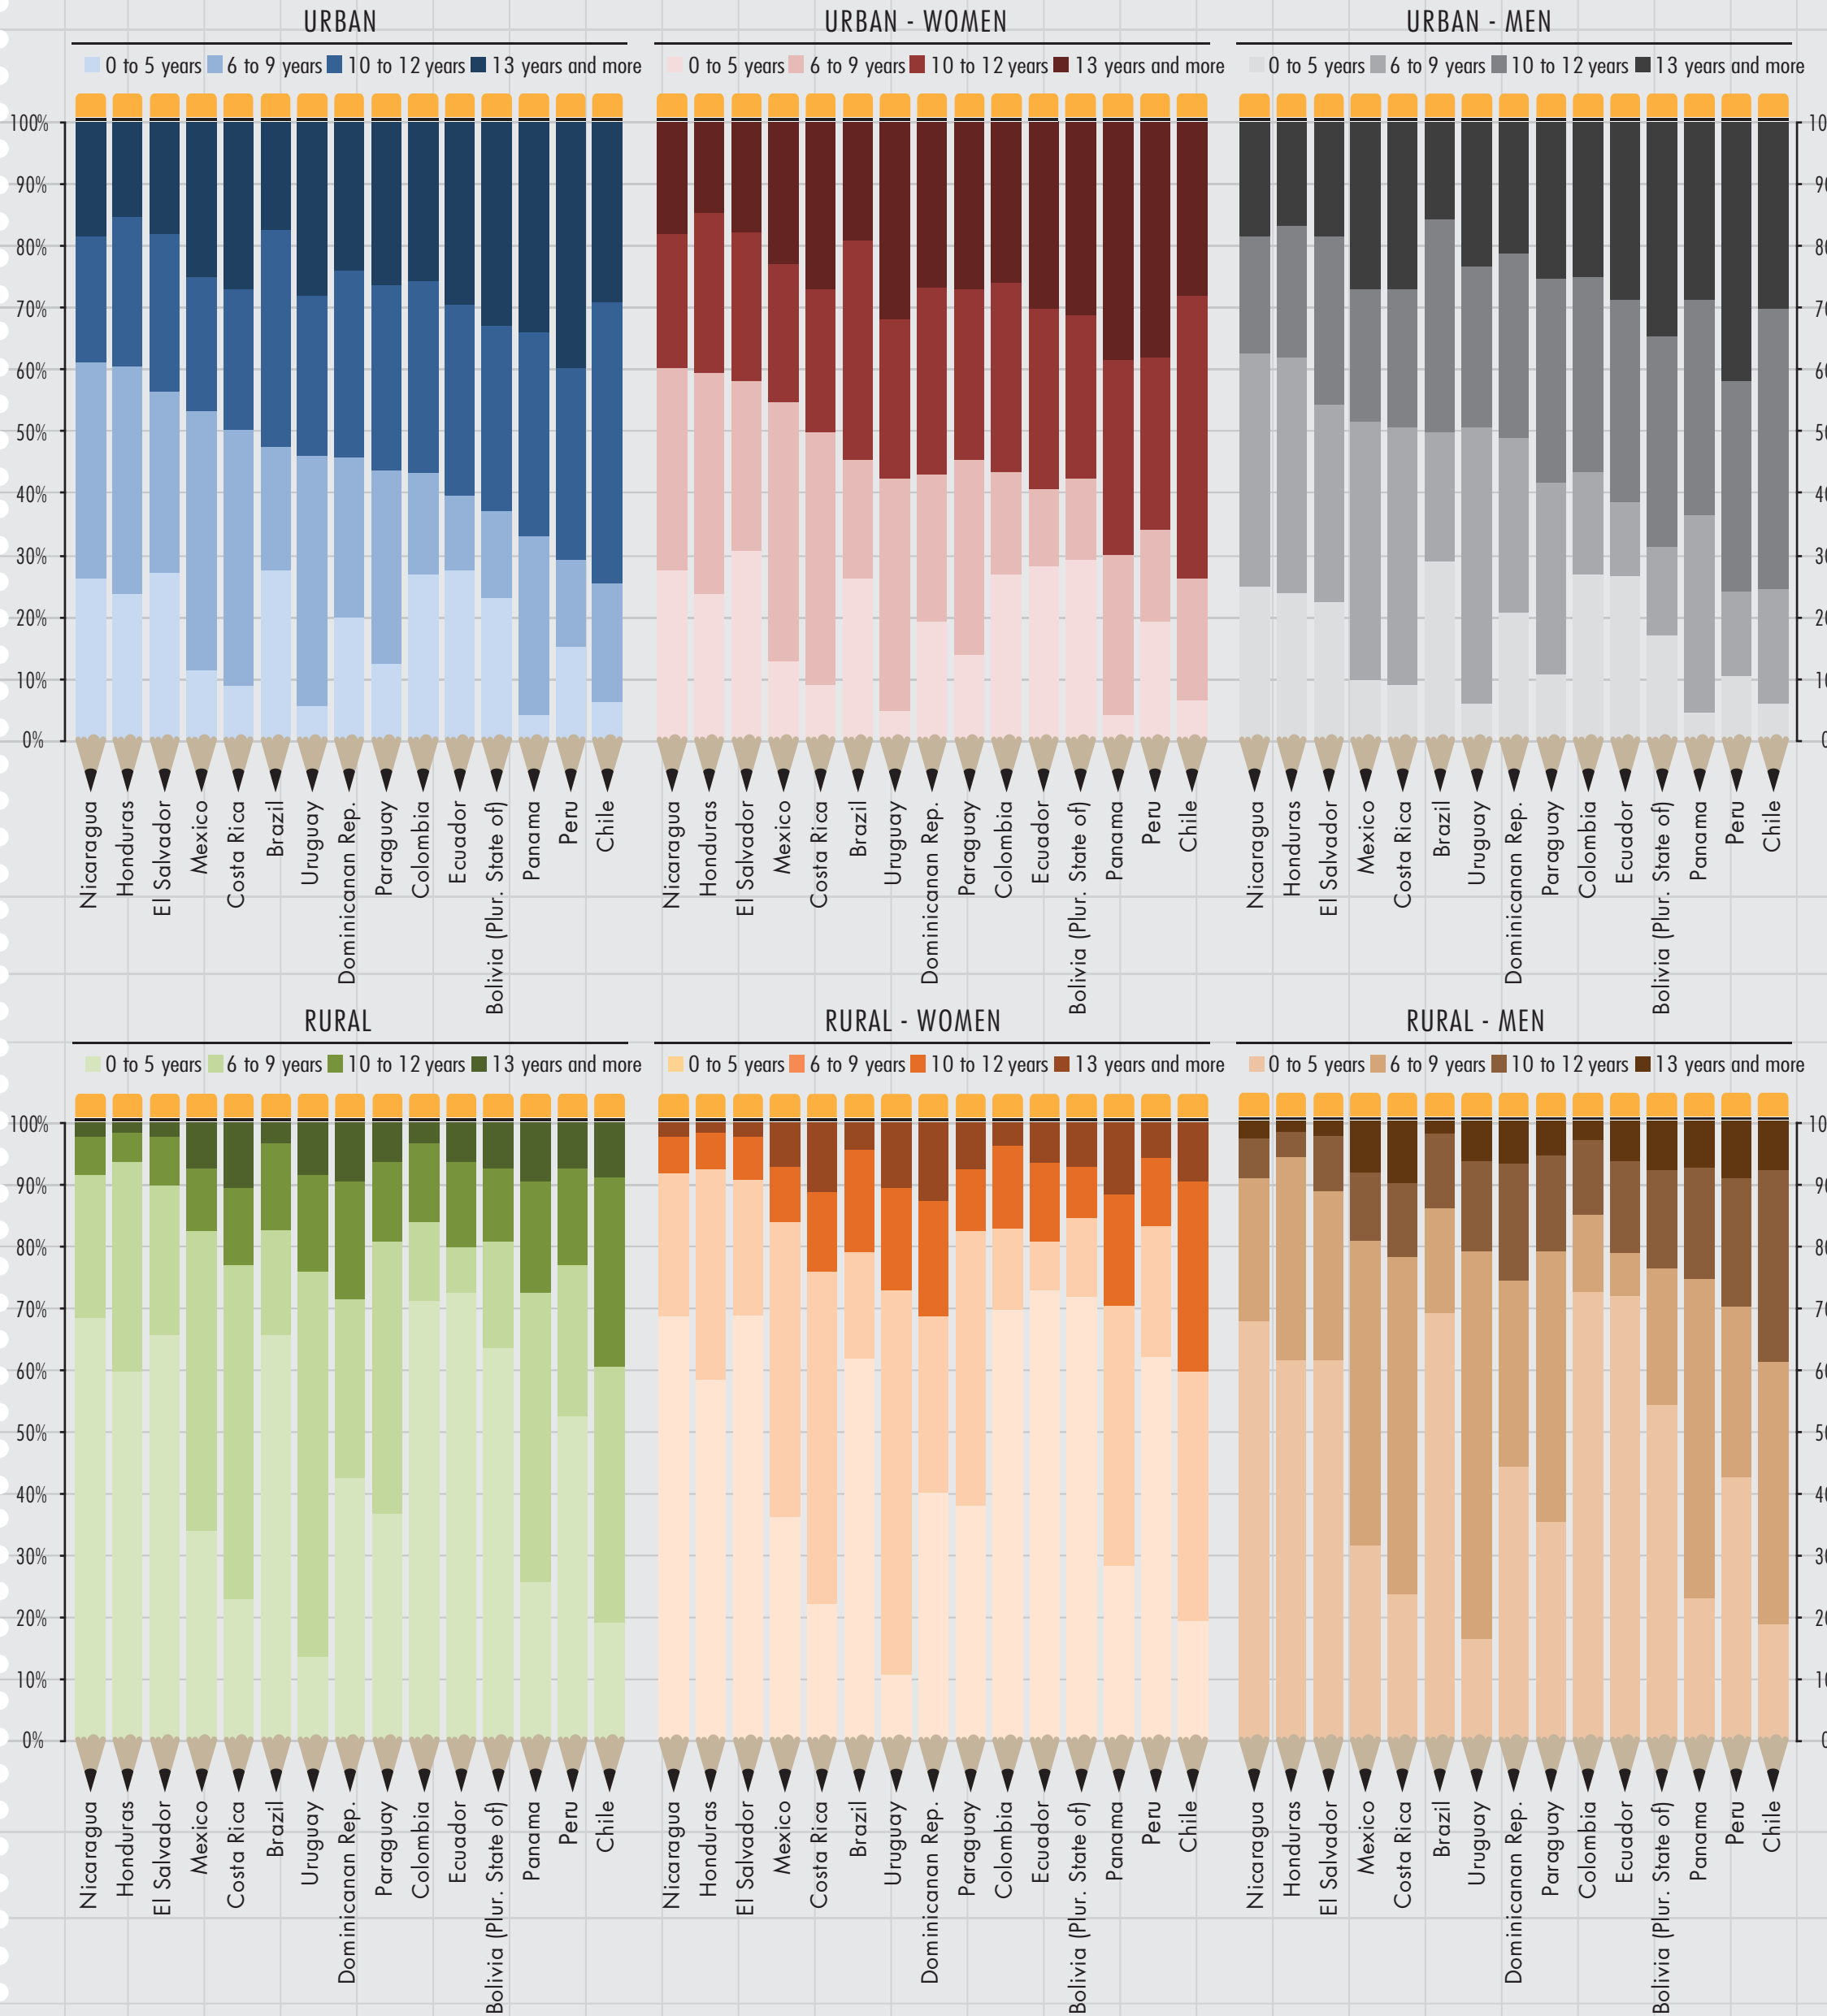 URBAN
0 to 5 years 6 to 9 years 10 to 12 years 13 years and more
100%
90%
80%
70%
60%
50%
40%
30%
20%
10%
0%
Nicaragua
Honduras
El Salvador
Mexico
Costa Rica
Brazil
Uruguay
Dominicanan Rep.
Paraguay
Colombia
Ecuador
Bolivia (Plur. State of)
Panama
Peru
Chile
URBAN - WOMEN
0 to 5 years 6 to 9 years 10 to 12 years 13 years and more
Nicaragua
Honduras
El Salvador
Mexico
Costa Rica
Brazil
Uruguay
Dominicanan Rep.
Paraguay
Colombia
Ecuador
Bolivia (Plur. State of)
Panama
Peru
Chile
URBAN - MEN
0 to 5 years 6 to 9 years 10 to 12 years 13 years and more
Nicaragua
Honduras
El Salvador
Mexico
Costa Rica
Brazil
Uruguay
Dominicanan Rep.
Paraguay
Colombia
Ecuador
Bolivia (Plur. State of)
Panama
Peru
Chile
RURAL
0 to 5 years 6 to 9 years 10 to 12 years 13 years and more
100%
90%
80%
70%
60%
50%
40%
30%
20%
10%
0%
Nicaragua
Honduras
El Salvador
Mexico
Costa Rica
Brazil
Uruguay
Dominicanan Rep.
Paraguay
Colombia
Ecuador
Bolivia (Plur. State of)
Panama
Peru
Chile
RURAL - WOMEN
0 to 5 years 6 to 9 years 10 to 12 years 13 years and more
Nicaragua
Honduras
El Salvador
Mexico
Costa Rica
Brazil
Uruguay
Dominicanan Rep.
Paraguay
Colombia
Ecuador
Bolivia (Plur. State of)
Panama
Peru
Chile
RURAL - MEN
0 to 5 years 6 to 9 years 10 to 12 years 13 years and more
Nicaragua
Honduras
El Salvador
Mexico
Costa Rica
Brazil
Uruguay
Dominicanan Rep.
Paraguay
Colombia
Ecuador
Bolivia (Plur. State of)
Panama
Peru
Chile